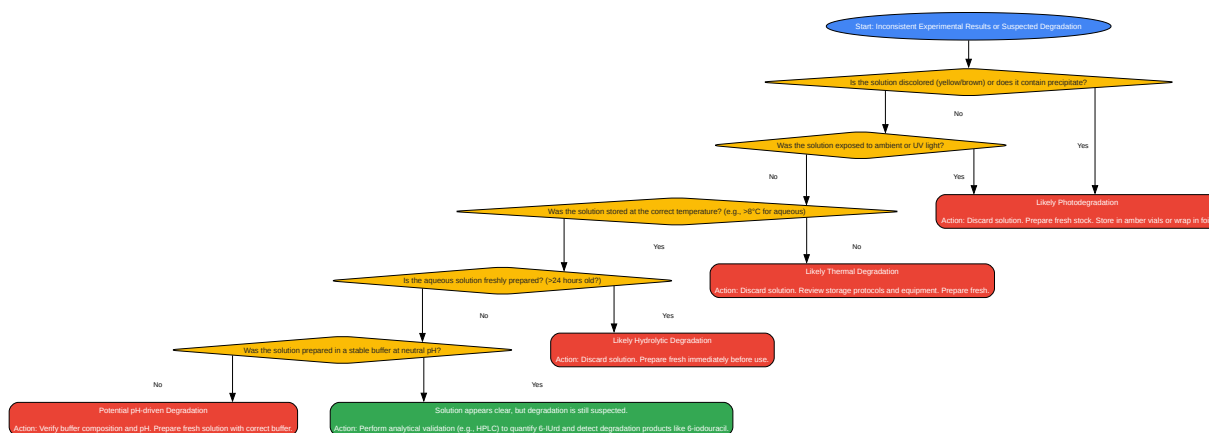 Start: Inconsistent Experimental Results or Suspected Degradation
Is the solution discolored (yellow/brown) or does it contain precipitate?
No
Yes
Was the solution exposed to ambient or UV light?
No
Yes
Likely Photodegradation
Action: Discard solution. Prepare fresh stock. Store in amber vials or wrap in foi
Was the solution stored at the correct temperature? (e.g., >8°C for aqueous)
Yes
No
Likely Thermal Degradation
Action: Discard solution. Review storage protocols and equipment. Prepare fresh.
Is the aqueous solution freshly prepared? (>24 hours old?)
No
Yes
Likely Hydrolytic Degradation
Action: Discard solution. Prepare fresh immediately before use.
Was the solution prepared in a stable buffer at neutral pH?
No
Yes
Potential pH-driven Degradation
Action: Verify buffer composition and pH. Prepare fresh solution with correct buffer.
Solution appears clear, but degradation is still suspected.
Action: Perform analytical validation (e.g., HPLC) to quantify 6-IUrd and detect degradation products like 6-iodouracil.